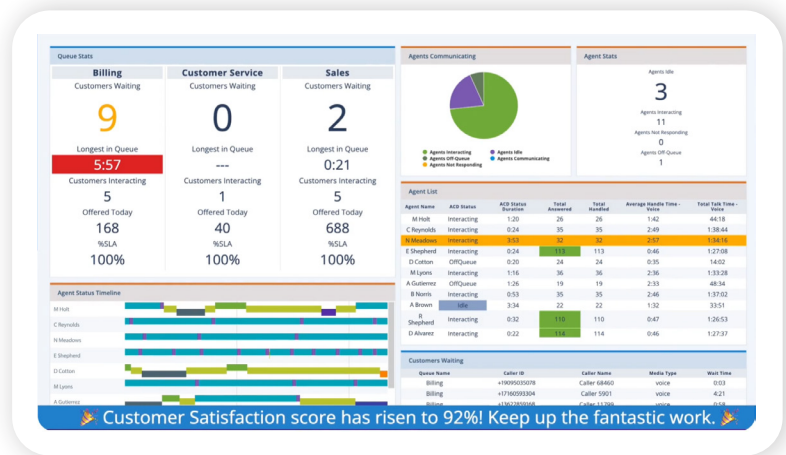 Queue Stats
Billing
Customers Waiting
9
Longest in Queue
5:57
Customers Interacting
5
Offered Today
168
%SLA
100%
Customer Service
Customers Waiting
0
Longest in Queue
---
Customers Interacting
1
Offered Today
40
%SLA
100%
Sales
Customers Waiting
2
Longest in Queue
0:21
Customers Interacting
5
Offered Today
688
%SLA
100%
Agents Communicating
Agents Interacting
Agents Idle
Agents Off Queue
Agents Communicating
Agents Not Responding
Agent Stats
Agents Idle
3
Agents Interacting
11
Agents Not Responding
0
Agents Off Queue
1
Agent List
Agent Name ACD Status ACD Status Duration Total Answered Total Handled Average Handle Time - Voice Total Talk Time - Voice
M Holt Interacting 1:20 26 26 1:42 44:18
C Reynolds Interacting 0:24 35 35 2:49 1:38:44
N Meadows Interacting 3:53 32 32 2:57 1:34:16
E Shepherd Interacting 0:24 113 113 0:46 1:27:08
D Cotton OffQueue 0:20 24 24 0:35 14:02
M Lyons Interacting 1:16 36 36 2:36 1:33:28
A Gutierrez OffQueue 1:26 19 19 2:33 48:34
B Norris Interacting 0:53 35 35 2:46 1:37:02
A Brown Idle 3:34 22 22 1:32 33:51
R Shepherd Interacting 0:32 110 110 0:47 1:26:53
D Alvarez Interacting 0:22 114 114 0:46 1:27:37
Agent Status Timeline
M Holt
C Reynolds
N Meadows
E Shepherd
D Cotton
M Lyons
A Gutierrez
Customers Waiting
Queue Name Caller ID Caller Name Media Type Wait Time
Billing +19095035078 Caller 68460 voice 0:03
Billing +17160593304 Caller 5901 voice 4:21
Billing Caller 11799 voice 0:58
🎉 Customer Satisfaction score has risen to 92%! Keep up the fantastic work. 🎉